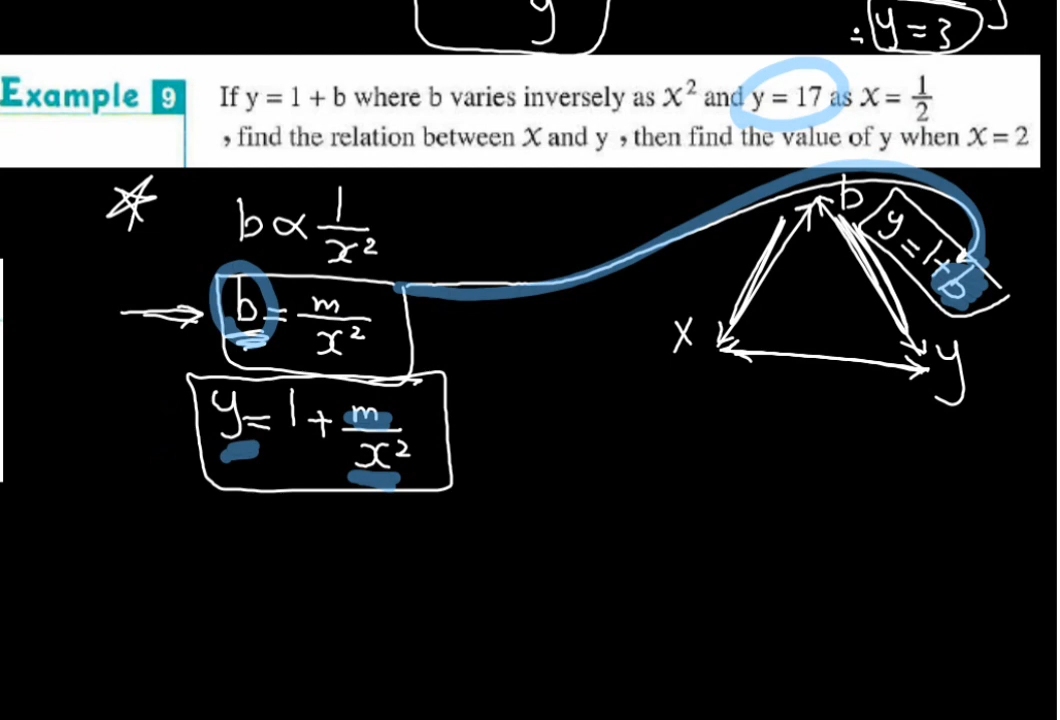 y
∴ y = 3
Example 9
If y = 1 + b where b varies inversely as x² and y = 17 as x = 1/2
, find the relation between x and y , then find the value of y when x = 2
b ∝ 1/x²
b = m/x²
y = 1 + m/x²
b
y = 1 + b
x
y